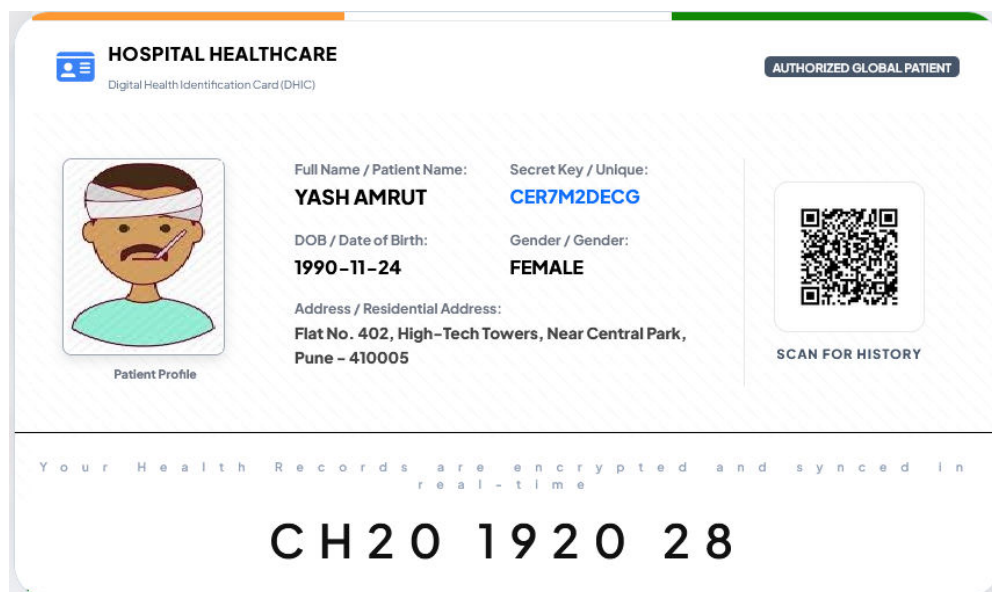 HOSPITAL HEALTHCARE
Digital Health Identification Card (DHIC)
AUTHORIZED GLOBAL PATIENT
Full Name / Patient Name:
YASH AMRUT
Secret Key / Unique:
CER7M2DECG
DOB / Date of Birth:
1990-11-24
Gender / Gender:
FEMALE
Address / Residential Address:
Flat No. 402, High-Tech Towers, Near Central Park,
Pune - 410005
Patient Profile
SCAN FOR HISTORY
Your Health Records are encrypted and synced in
real-time
CH20 1920 28